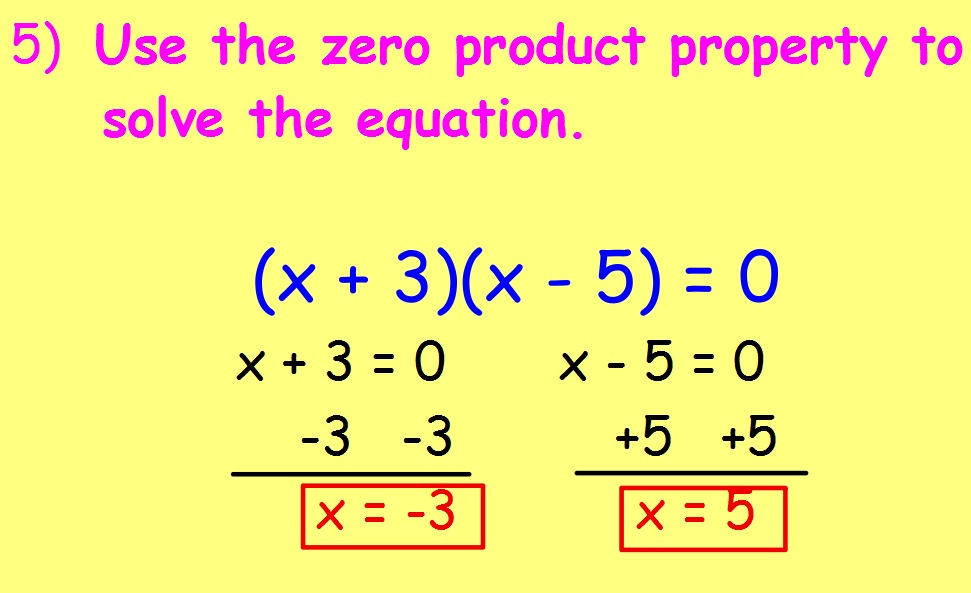 5) Use the zero product property to
solve the equation.
(x + 3)(x - 5) = 0
x + 3 = 0 x - 5 = 0
-3 -3 +5 +5
x = -3 x = 5